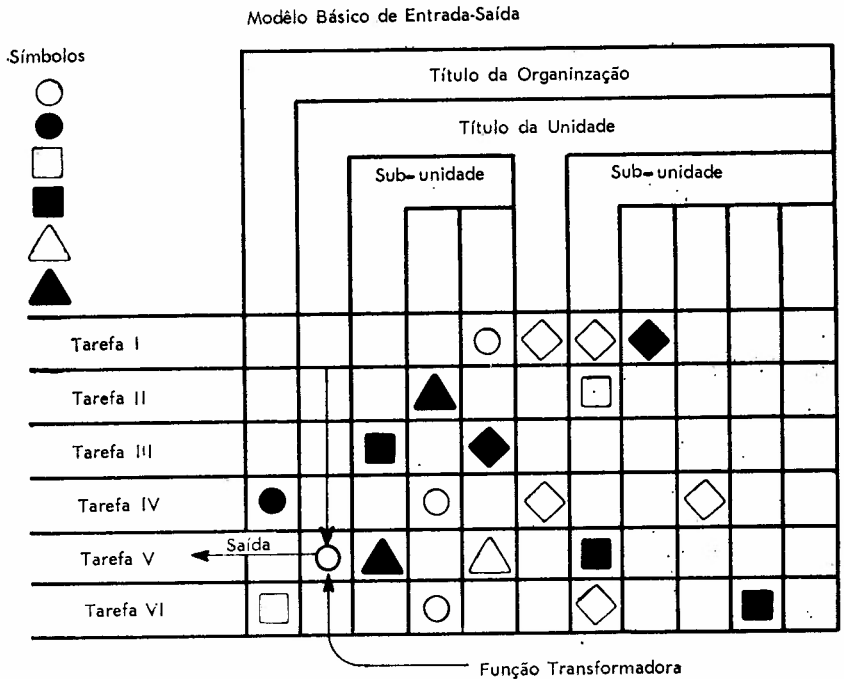 Modêlo Básico de Entrada-Saída
Símbolos
Título da Organinzação
Título da Unidade
Sub-unidade
Sub-unidade
Tarefa I
Tarefa II
Tarefa III
Tarefa IV
Tarefa V
Saída
Tarefa VI
Função Transformadora